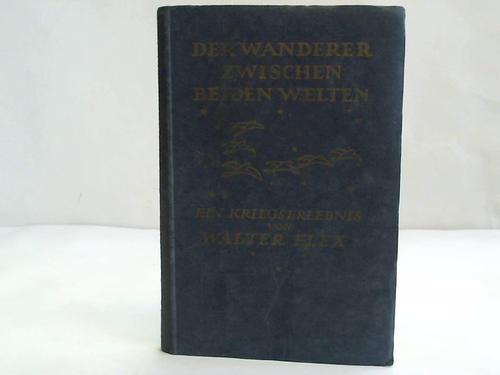 DER WANDERER
ZWISCHEN
BEIDEN WELTEN
EIN KRIEGSERLEBNIS
VON
WALTER FLEX